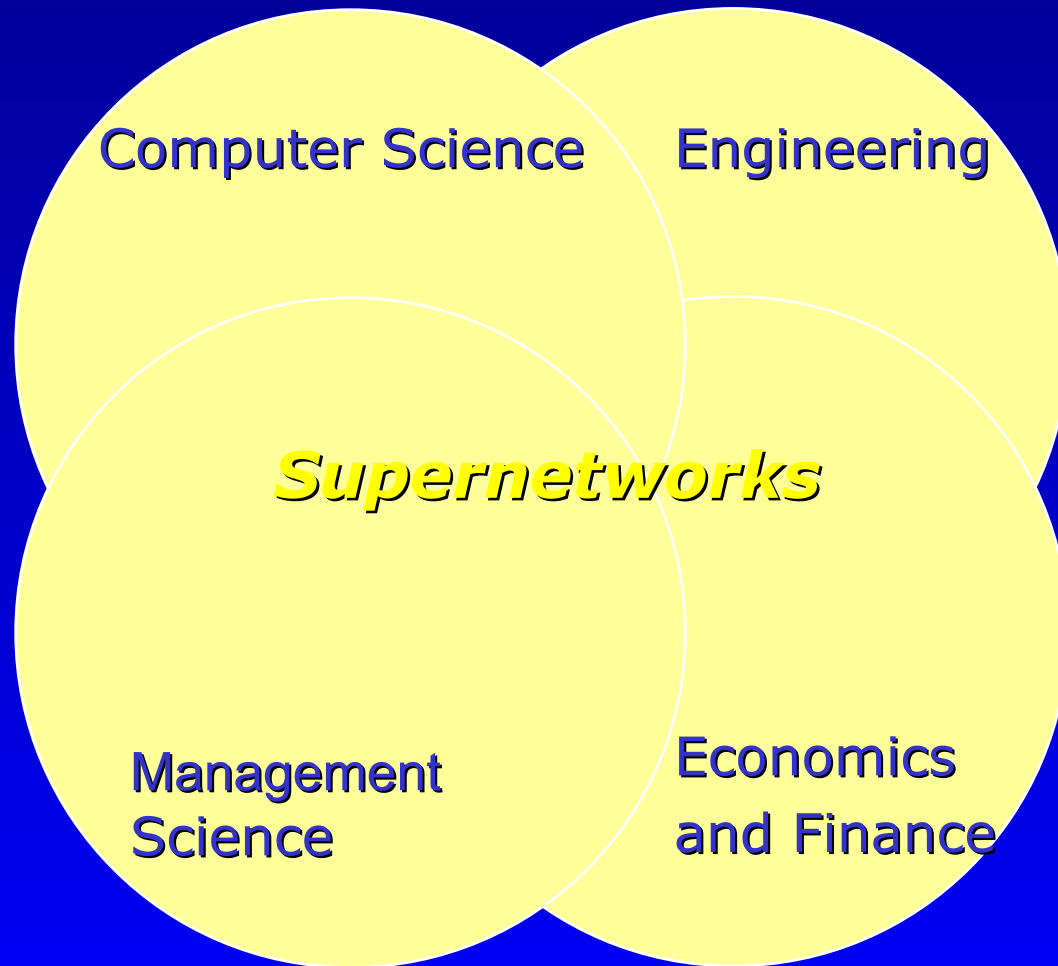 Computer Science
Engineering
Supernetworks
Management
Science
Economics
and Finance